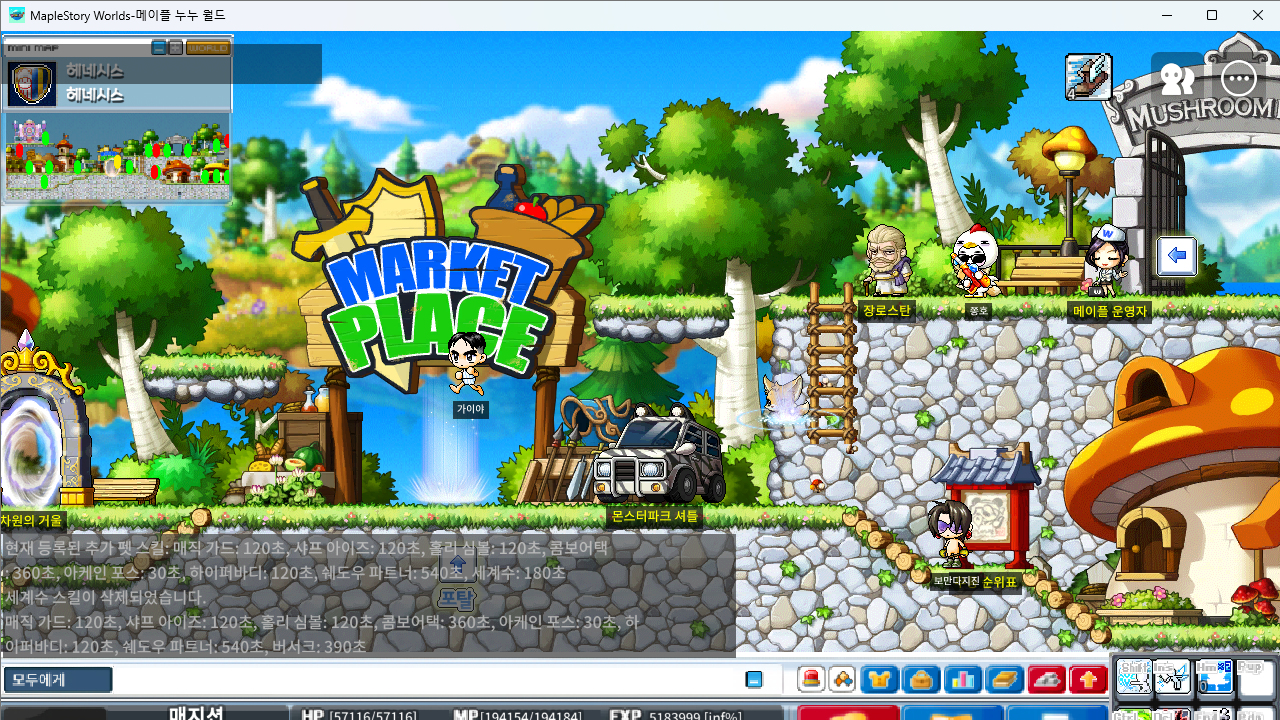 MapleStory Worlds-메이플 누누 월드
MINI MAP
WORLD
헤네시스
헤네시스
4
MUSHROOM
MARKET
PLACE
W
장로스탄
쫑호
메이플 운영자
가이아
차원의 거울
몬스터파크 셔틀
보만다지진
순위표
포탈
현재 등록된 추가 펫 스킬: 매직 가드: 120초, 샤프 아이즈: 120초, 홀리 심볼: 120초, 콤보어택
: 360초, 아케인 포스: 30초, 하이퍼바디: 120초, 쉐도우 파트너: 540초, 세계수: 180초
세계수 스킬이 삭제되었습니다.
매직 가드: 120초, 샤프 아이즈: 120초, 홀리 심볼: 120초, 콤보어택: 360초, 아케인 포스: 30초, 하
이퍼바디: 120초, 쉐도우 파트너: 540초, 버서크: 390초
모두에게
Shift
Ins
Hm
Pup
매지션
HP
MP [194154/194184]
EXP
5183999 [inf%]